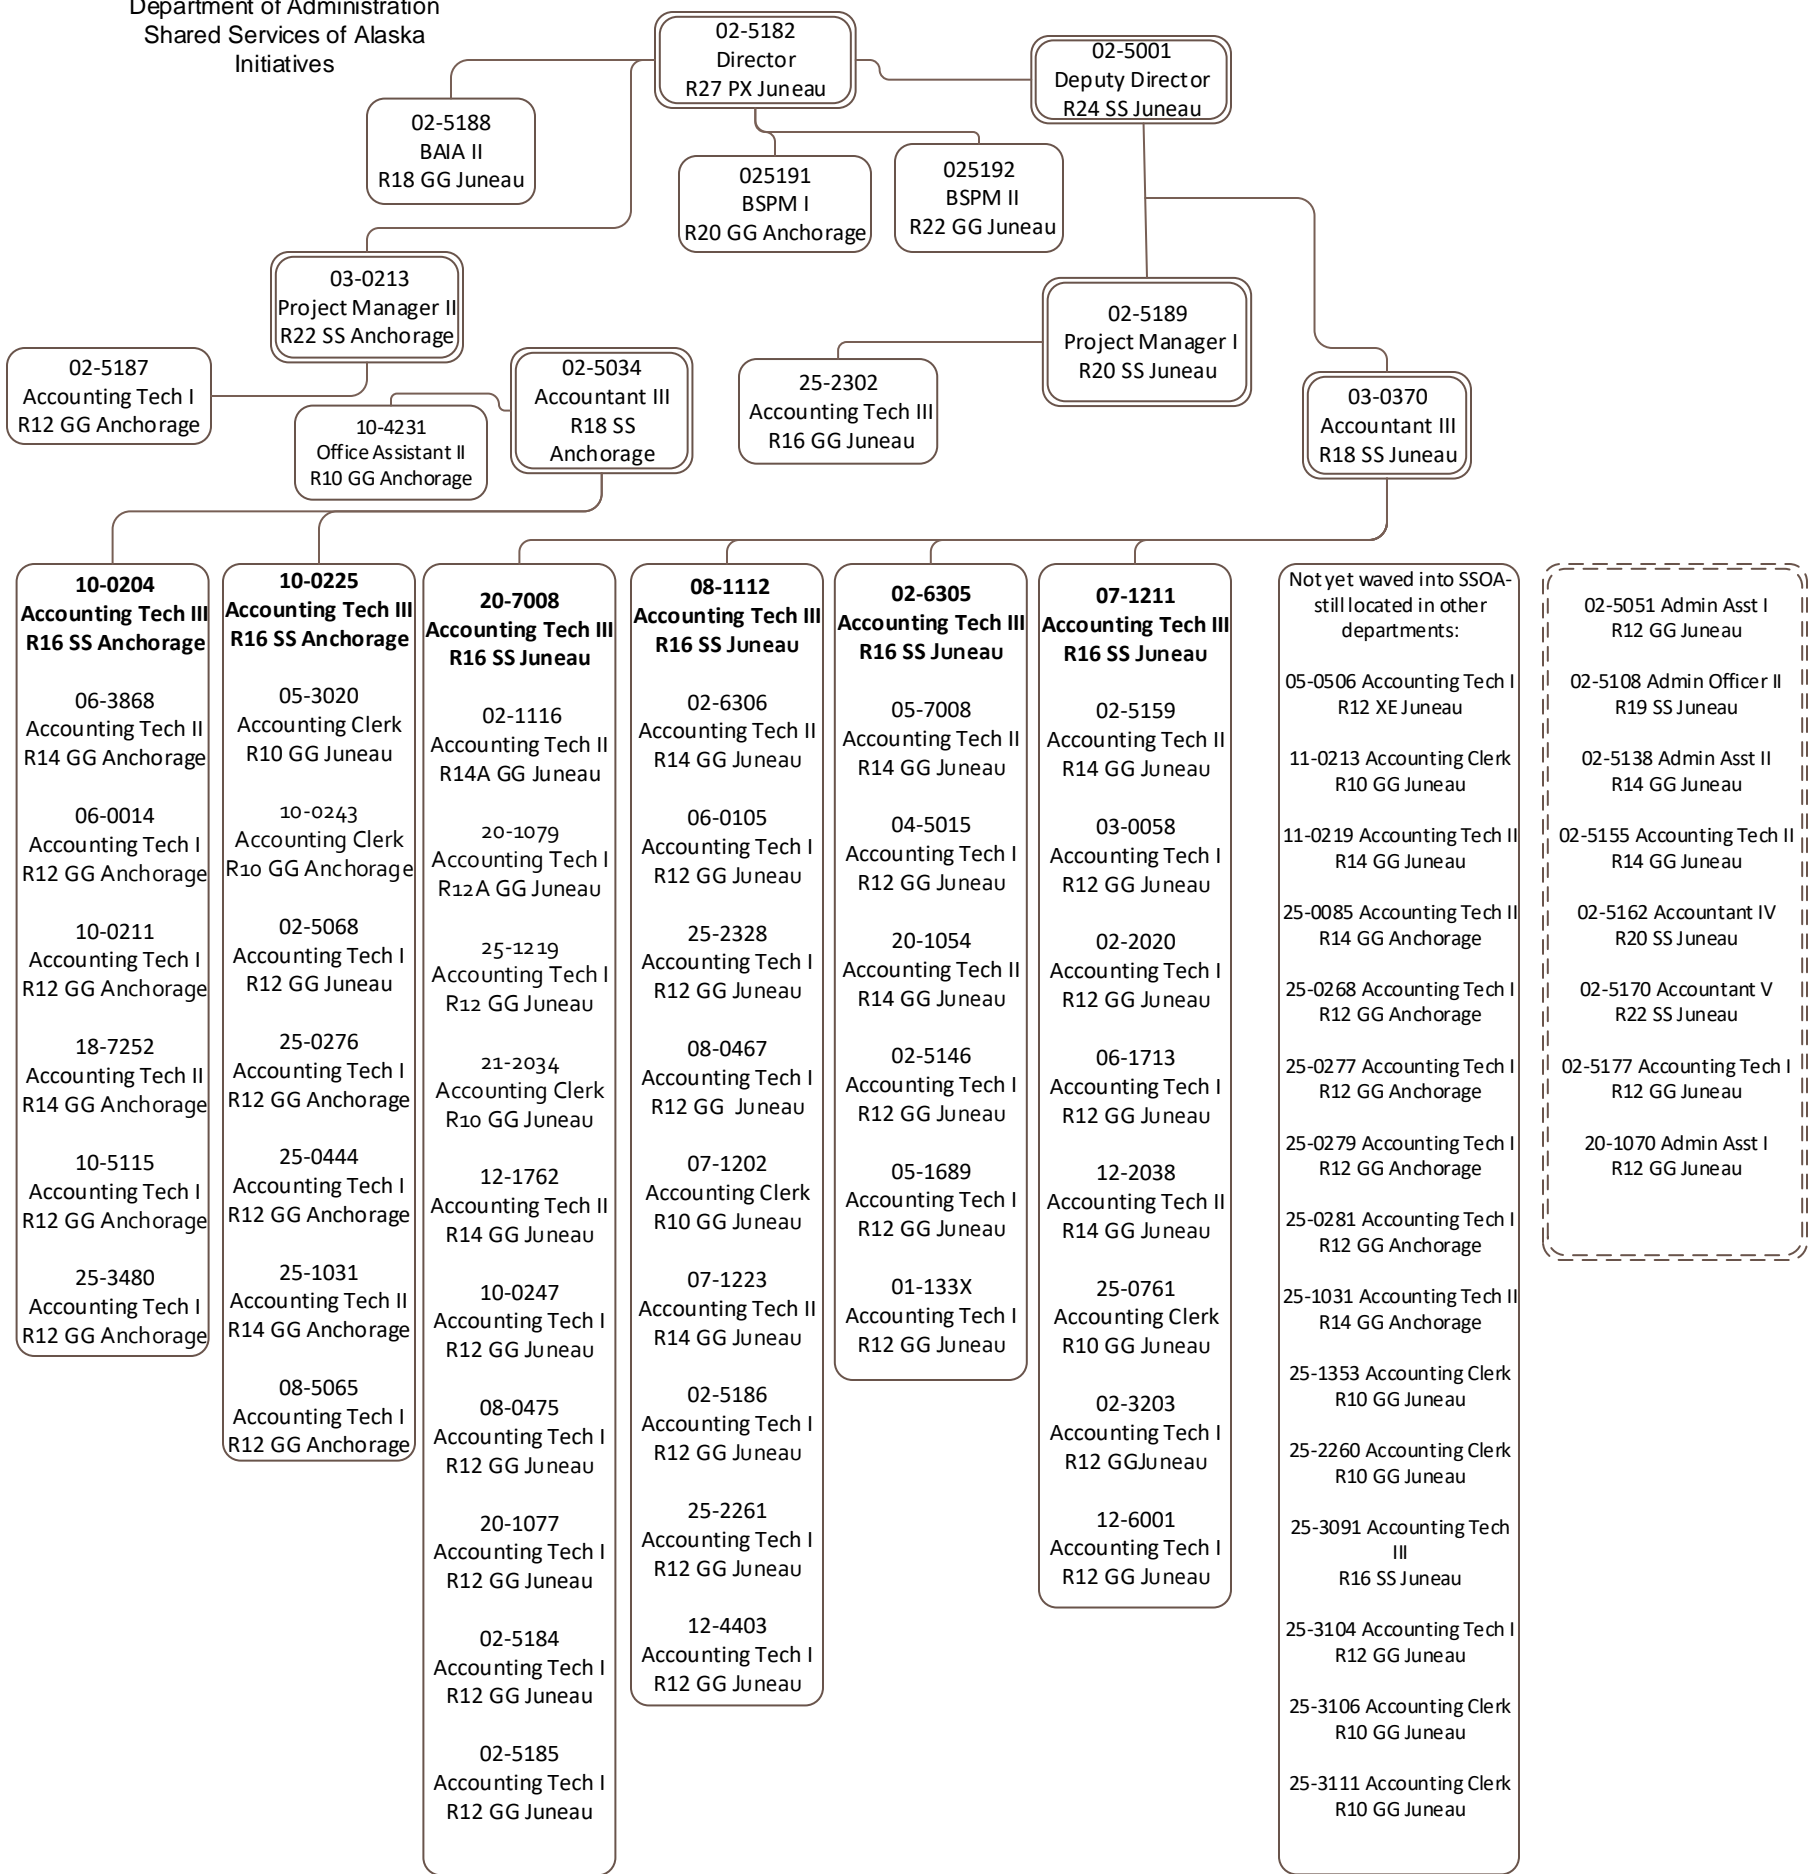 Department of Administration
Shared Services of Alaska
Initiatives
02-5182
Director
R27 PX Juneau
02-5001
Deputy Director
R24 SS Juneau
02-5188
BAIA II
R18 GG Juneau
025191
BSPM I
R20 GG Anchorage
025192
BSPM II
R22 GG Juneau
03-0213
Project Manager II
R22 SS Anchorage
02-5189
Project Manager I
R20 SS Juneau
02-5187
Accounting Tech I
R12 GG Anchorage
10-4231
Office Assistant II
R10 GG Anchorage
02-5034
Accountant III
R18 SS
Anchorage
25-2302
Accounting Tech III
R16 GG Juneau
03-0370
Accountant III
R18 SS Juneau
10-0204
Accounting Tech III
R16 SS Anchorage
06-3868
Accounting Tech II
R14 GG Anchorage
06-0014
Accounting Tech I
R12 GG Anchorage
10-0211
Accounting Tech I
R12 GG Anchorage
18-7252
Accounting Tech II
R14 GG Anchorage
10-5115
Accounting Tech I
R12 GG Anchorage
25-3480
Accounting Tech I
R12 GG Anchorage
10-0225
Accounting Tech III
R16 SS Anchorage
05-3020
Accounting Clerk
R10 GG Juneau
10-0243
Accounting Clerk
R10 GG Anchorage
02-5068
Accounting Tech I
R12 GG Juneau
25-0276
Accounting Tech I
R12 GG Anchorage
25-0444
Accounting Tech I
R12 GG Anchorage
25-1031
Accounting Tech II
R14 GG Anchorage
08-5065
Accounting Tech I
R12 GG Anchorage
20-7008
Accounting Tech III
R16 SS Juneau
02-1116
Accounting Tech II
R14A GG Juneau
20-1079
Accounting Tech I
R12A GG Juneau
25-1219
Accounting Tech I
R12 GG Juneau
21-2034
Accounting Clerk
R10 GG Juneau
12-1762
Accounting Tech II
R14 GG Juneau
10-0247
Accounting Tech I
R12 GG Juneau
08-0475
Accounting Tech I
R12 GG Juneau
20-1077
Accounting Tech I
R12 GG Juneau
02-5184
Accounting Tech I
R12 GG Juneau
02-5185
Accounting Tech I
R12 GG Juneau
08-1112
Accounting Tech III
R16 SS Juneau
02-6306
Accounting Tech II
R14 GG Juneau
06-0105
Accounting Tech I
R12 GG Juneau
25-2328
Accounting Tech I
R12 GG Juneau
08-0467
Accounting Tech I
R12 GG Juneau
07-1202
Accounting Clerk
R10 GG Juneau
07-1223
Accounting Tech II
R14 GG Juneau
02-5186
Accounting Tech I
R12 GG Juneau
25-2261
Accounting Tech I
R12 GG Juneau
12-4403
Accounting Tech I
R12 GG Juneau
02-6305
Accounting Tech III
R16 SS Juneau
05-7008
Accounting Tech II
R14 GG Juneau
04-5015
Accounting Tech I
R12 GG Juneau
20-1054
Accounting Tech II
R14 GG Juneau
02-5146
Accounting Tech I
R12 GG Juneau
05-1689
Accounting Tech I
R12 GG Juneau
01-133X
Accounting Tech I
R12 GG Juneau
07-1211
Accounting Tech III
R16 SS Juneau
02-5159
Accounting Tech II
R14 GG Juneau
03-0058
Accounting Tech I
R12 GG Juneau
02-2020
Accounting Tech I
R12 GG Juneau
06-1713
Accounting Tech I
R12 GG Juneau
12-2038
Accounting Tech II
R14 GG Juneau
25-0761
Accounting Clerk
R10 GG Juneau
02-3203
Accounting Tech I
R12 GGJuneau
12-6001
Accounting Tech I
R12 GG Juneau
Not yet waved into SSOA-
still located in other
departments:
05-0506 Accounting Tech I
R12 XE Juneau
11-0213 Accounting Clerk
R10 GG Juneau
11-0219 Accounting Tech II
R14 GG Juneau
25-0085 Accounting Tech II
R14 GG Anchorage
25-0268 Accounting Tech I
R12 GG Anchorage
25-0277 Accounting Tech I
R12 GG Anchorage
25-0279 Accounting Tech I
R12 GG Anchorage
25-0281 Accounting Tech I
R12 GG Anchorage
25-1031 Accounting Tech II
R14 GG Anchorage
25-1353 Accounting Clerk
R10 GG Juneau
25-2260 Accounting Clerk
R10 GG Juneau
25-3091 Accounting Tech
III
R16 SS Juneau
25-3104 Accounting Tech I
R12 GG Juneau
25-3106 Accounting Clerk
R10 GG Juneau
25-3111 Accounting Clerk
R10 GG Juneau
02-5051 Admin Asst I
R12 GG Juneau
02-5108 Admin Officer II
R19 SS Juneau
02-5138 Admin Asst II
R14 GG Juneau
02-5155 Accounting Tech II
R14 GG Juneau
02-5162 Accountant IV
R20 SS Juneau
02-5170 Accountant V
R22 SS Juneau
02-5177 Accounting Tech I
R12 GG Juneau
20-1070 Admin Asst I
R12 GG Juneau